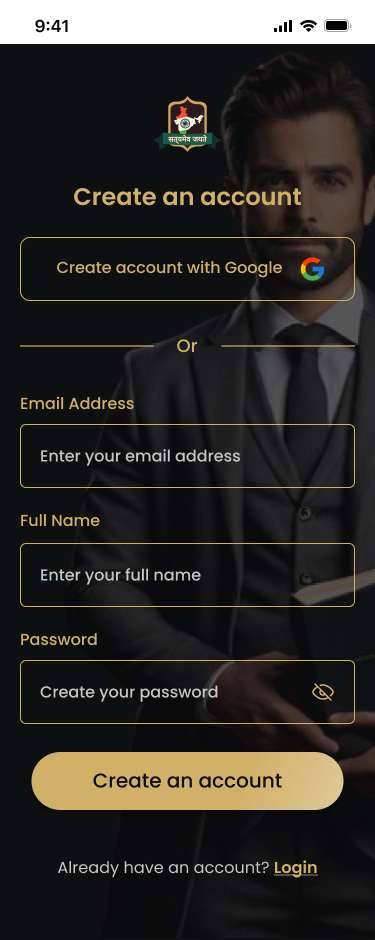 9:41
सत्यमेव जयते
Create an account
Create account with Google
Or
Email Address
Enter your email address
Full Name
Enter your full name
Password
Create your password
Create an account
Already have an account? Login